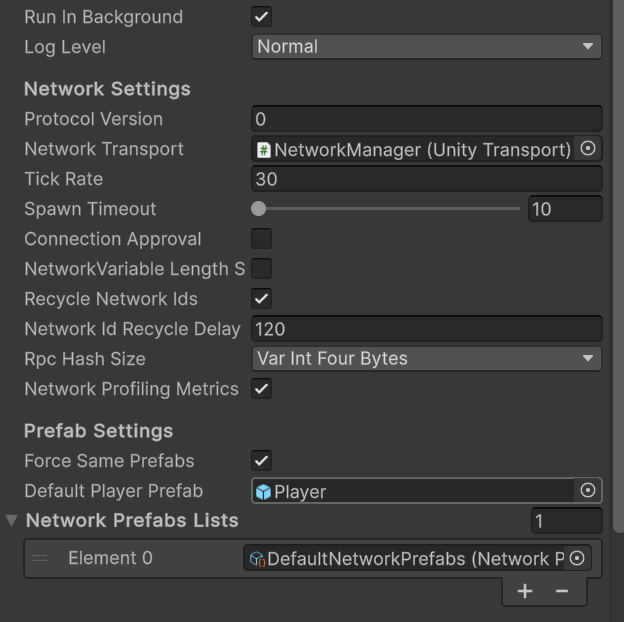 Run In Background
Log Level Normal
Network Settings
Protocol Version 0
Network Transport # NetworkManager (Unity Transport)
Tick Rate 30
Spawn Timeout 10
Connection Approval
NetworkVariable Length S
Recycle Network Ids
Network Id Recycle Delay 120
Rpc Hash Size Var Int Four Bytes
Network Profiling Metrics
Prefab Settings
Force Same Prefabs
Default Player Prefab Player
Network Prefabs Lists 1
Element 0 DefaultNetworkPrefabs (Network P
+ −